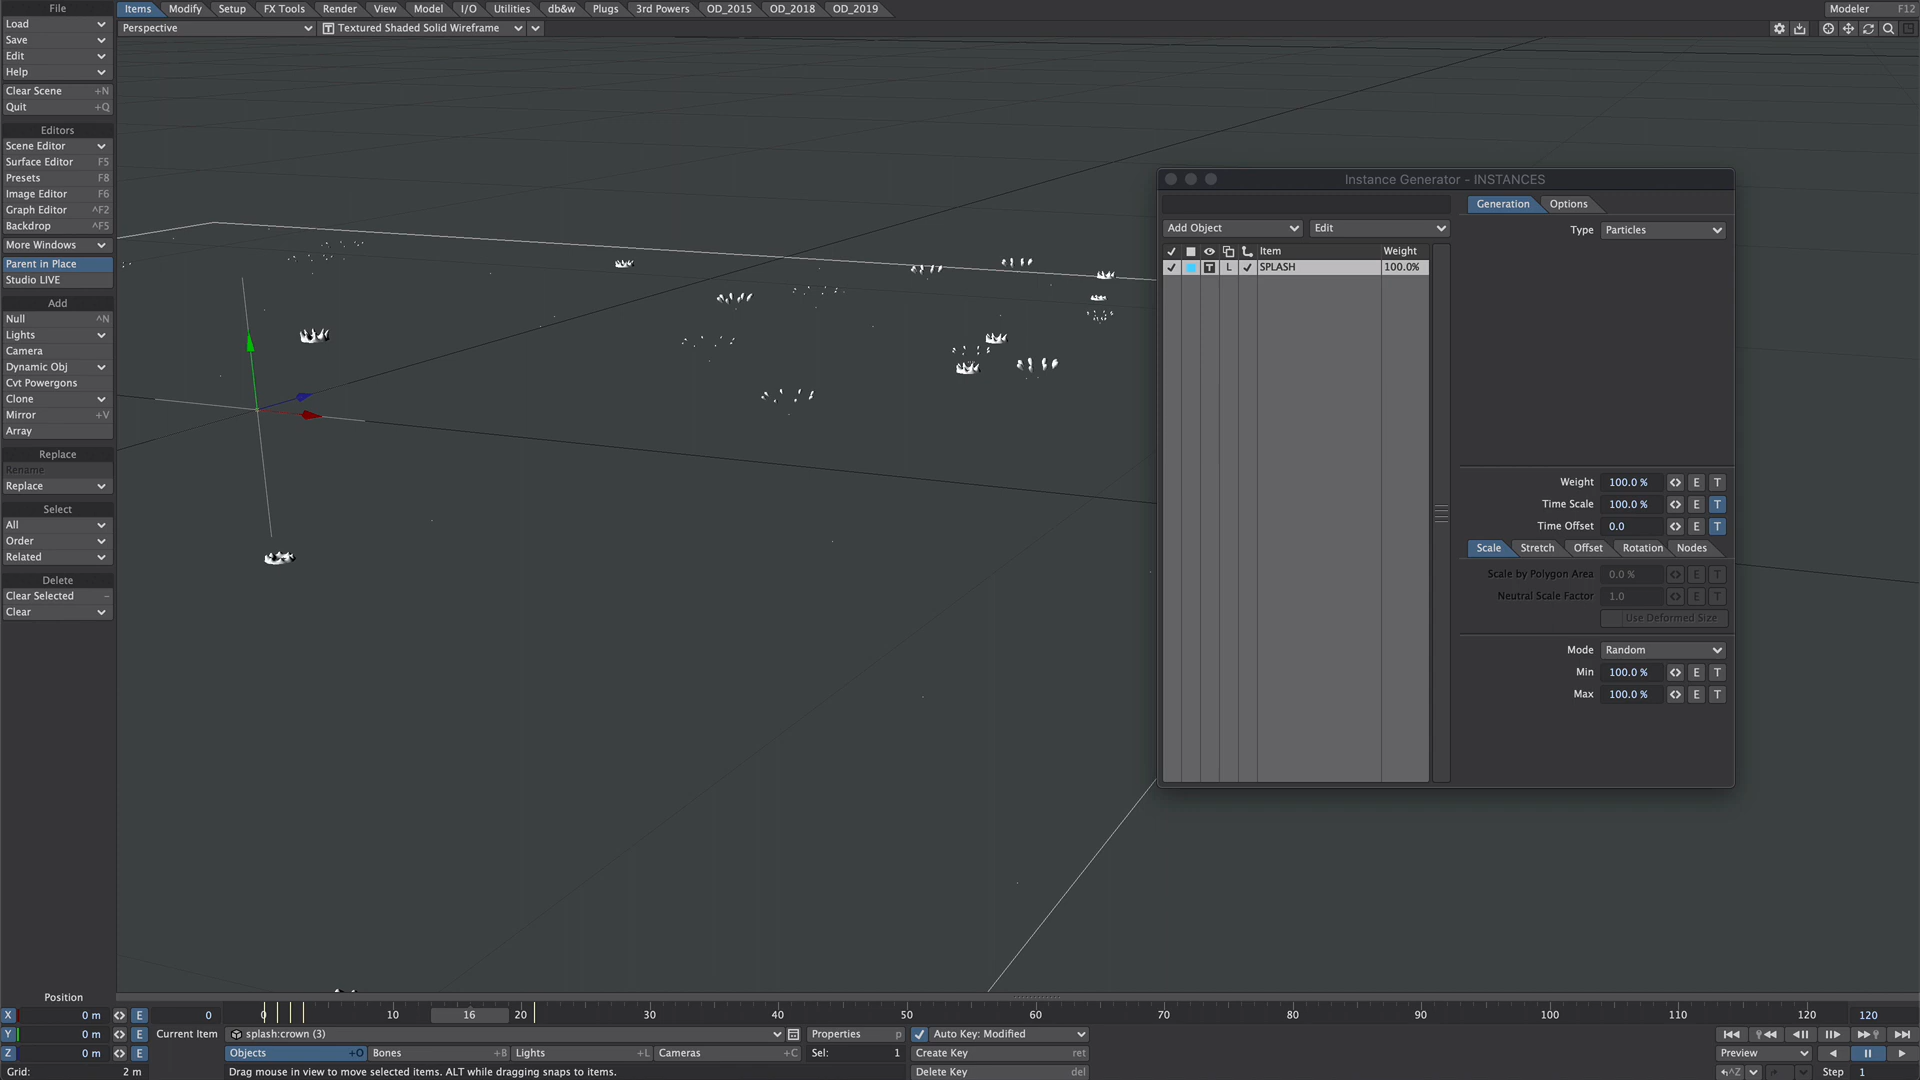 File Items Modify Setup FX Tools Render View Model I/O Utilities db&w Plugs 3rd Powers OD_2015 OD_2018 OD_2019 Modeler F12
Load Perspective Textured Shaded Solid Wireframe
Save
Edit
Help
Clear Scene +N
Quit +Q
Editors
Scene Editor
Surface Editor F5
Presets F8
Image Editor F6
Graph Editor ^F2
Backdrop ^F5
More Windows
Parent in Place
Studio LIVE
Add
Null ^N
Lights
Camera
Dynamic Obj
Cvt Powergons
Clone
Mirror +V
Array
Replace
Rename
Replace
Select
All
Order
Related
Delete
Clear Selected –
Clear
Instance Generator - INSTANCES
Generation Options
Add Object Edit
Type Particles
Item Weight
T L SPLASH 100.0%
Weight 100.0 % E T
Time Scale 100.0 % E T
Time Offset 0.0 E T
Scale Stretch Offset Rotation Nodes
Scale by Polygon Area 0.0 % E T
Neutral Scale Factor 1.0 E T
Use Deformed Size
Mode Random
Min 100.0 % E T
Max 100.0 % E T
Position
X 0 m E 0 0 10 16 20 30 40 50 60 70 80 90 100 110 120 120
Y 0 m E Current Item splash:crown (3) Properties p Auto Key: Modified
Z 0 m E Objects +O Bones +B Lights +L Cameras +C Sel: 1 Create Key ret Preview
Grid: 2 m Drag mouse in view to move selected items. ALT while dragging snaps to items. Delete Key del ^Z Step 1